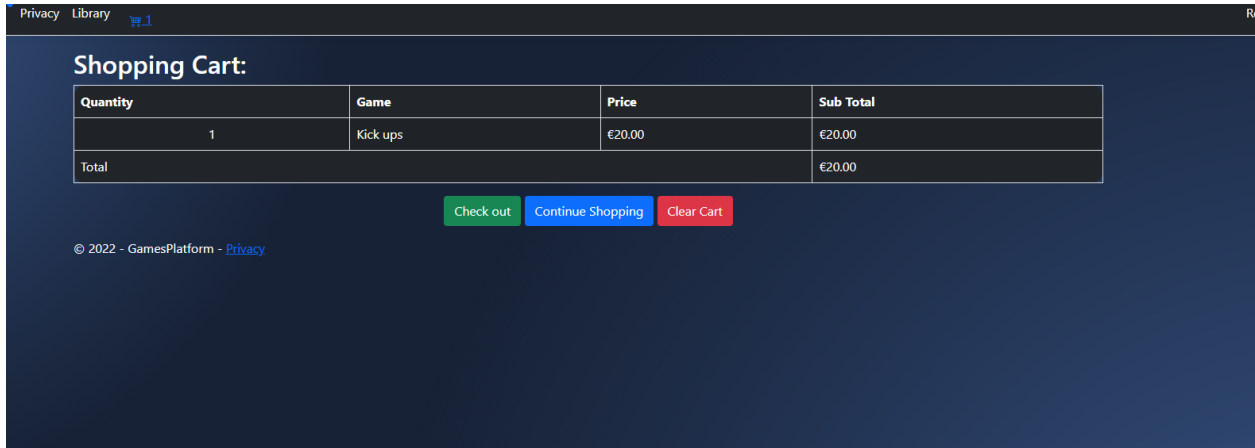 Privacy Library 1
Shopping Cart:
Quantity Game Price Sub Total
1 Kick ups €20.00 €20.00
Total €20.00
Check out Continue Shopping Clear Cart
© 2022 - GamesPlatform - Privacy